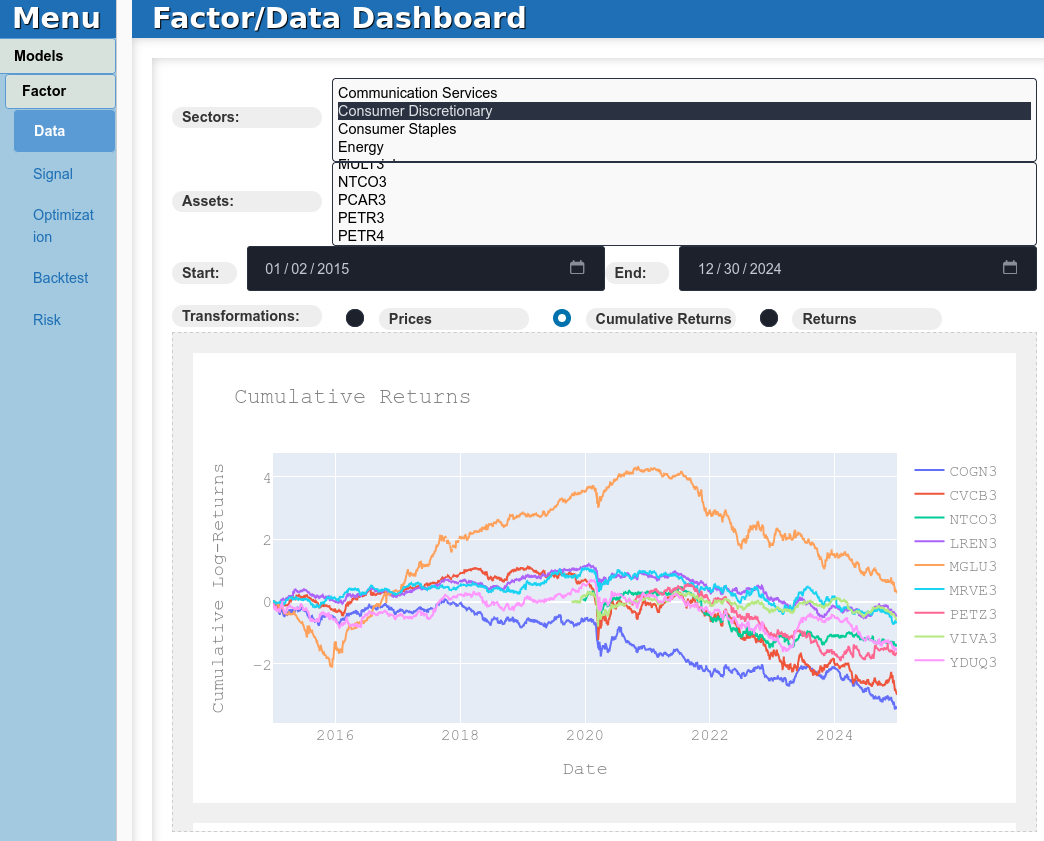 Menu
Factor/Data Dashboard
Models
Factor
Data
Signal
Optimizat
ion
Backtest
Risk
Sectors:
Communication Services
Consumer Discretionary
Consumer Staples
Energy
Assets:
MULT3
NTCO3
PCAR3
PETR3
PETR4
Start:
01/02/2015
End:
12/30/2024
Transformations:
Prices
Cumulative Returns
Returns
Cumulative Returns
Cumulative Log-Returns
4
2
0
−2
2016
2018
2020
2022
2024
Date
COGN3
CVCB3
NTCO3
LREN3
MGLU3
MRVE3
PETZ3
VIVA3
YDUQ3